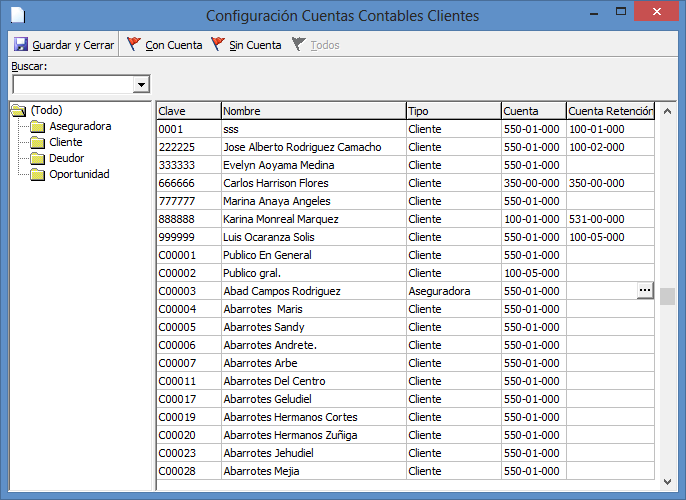 Configuración Cuentas Contables Clientes
Guardar y Cerrar Con Cuenta Sin Cuenta Todos
Buscar:
(Todo)
Aseguradora
Cliente
Deudor
Oportunidad
Clave Nombre Tipo Cuenta Cuenta Retención
0001 sss Cliente 550-01-000 100-01-000
222225 Jose Alberto Rodriguez Camacho Cliente 550-01-000 100-02-000
333333 Evelyn Aoyama Medina Cliente 550-01-000
666666 Carlos Harrison Flores Cliente 350-00-000 350-00-000
777777 Marina Anaya Angeles Cliente 550-01-000
888888 Karina Monreal Marquez Cliente 100-01-000 531-00-000
999999 Luis Ocaranza Solis Cliente 550-01-000 100-05-000
C00001 Publico En General Cliente 550-01-000
C00002 Publico gral. Cliente 100-05-000
C00003 Abad Campos Rodriguez Aseguradora 550-01-000 ...
C00004 Abarrotes Maris Cliente 550-01-000
C00005 Abarrotes Sandy Cliente 550-01-000
C00006 Abarrotes Andrete. Cliente 550-01-000
C00007 Abarrotes Arbe Cliente 550-01-000
C00011 Abarrotes Del Centro Cliente 550-01-000
C00017 Abarrotes Geludiel Cliente 550-01-000
C00019 Abarrotes Hermanos Cortes Cliente 550-01-000
C00020 Abarrotes Hermanos Zuñiga Cliente 550-01-000
C00023 Abarrotes Jehudiel Cliente 550-01-000
C00028 Abarrotes Mejia Cliente 550-01-000